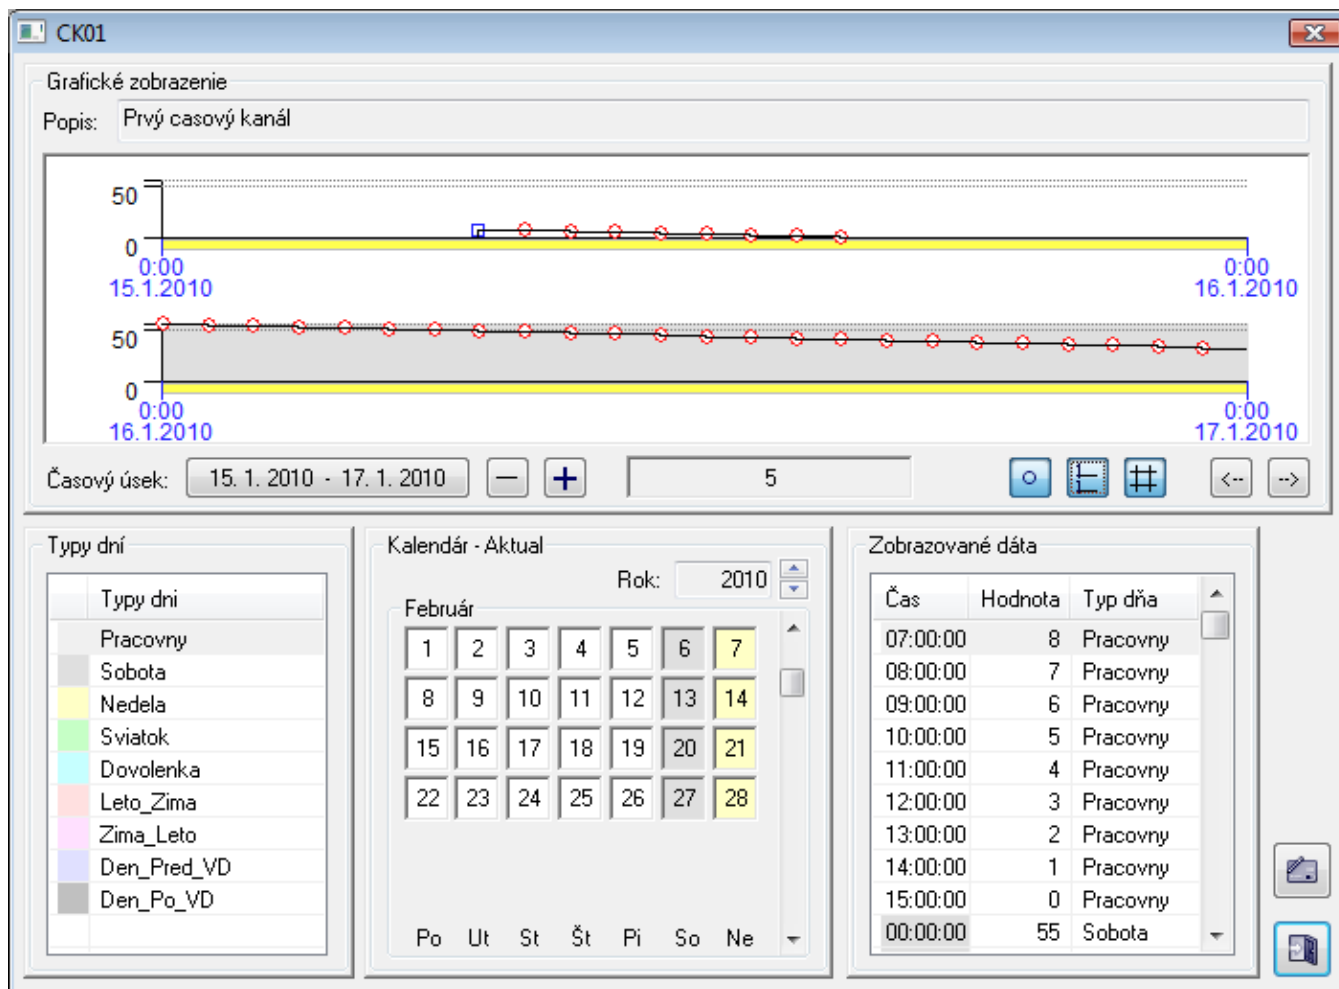 CK01
Grafické zobrazenie
Popis: Prvý casový kanál
50
0
0:00 0:00
15.1.2010 16.1.2010
50
0
0:00 0:00
16.1.2010 17.1.2010
Časový úsek: 15. 1. 2010 - 17. 1. 2010 — + 5 <-- -->
Typy dní
Typy dni
Pracovny
Sobota
Nedela
Sviatok
Dovolenka
Leto_Zima
Zima_Leto
Den_Pred_VD
Den_Po_VD
Kalendár - Aktual
Rok: 2010
Február
1 2 3 4 5 6 7
8 9 10 11 12 13 14
15 16 17 18 19 20 21
22 23 24 25 26 27 28
Po Ut St Št Pi So Ne
Zobrazované dáta
Čas Hodnota Typ dňa
07:00:00 8 Pracovny
08:00:00 7 Pracovny
09:00:00 6 Pracovny
10:00:00 5 Pracovny
11:00:00 4 Pracovny
12:00:00 3 Pracovny
13:00:00 2 Pracovny
14:00:00 1 Pracovny
15:00:00 0 Pracovny
00:00:00 55 Sobota